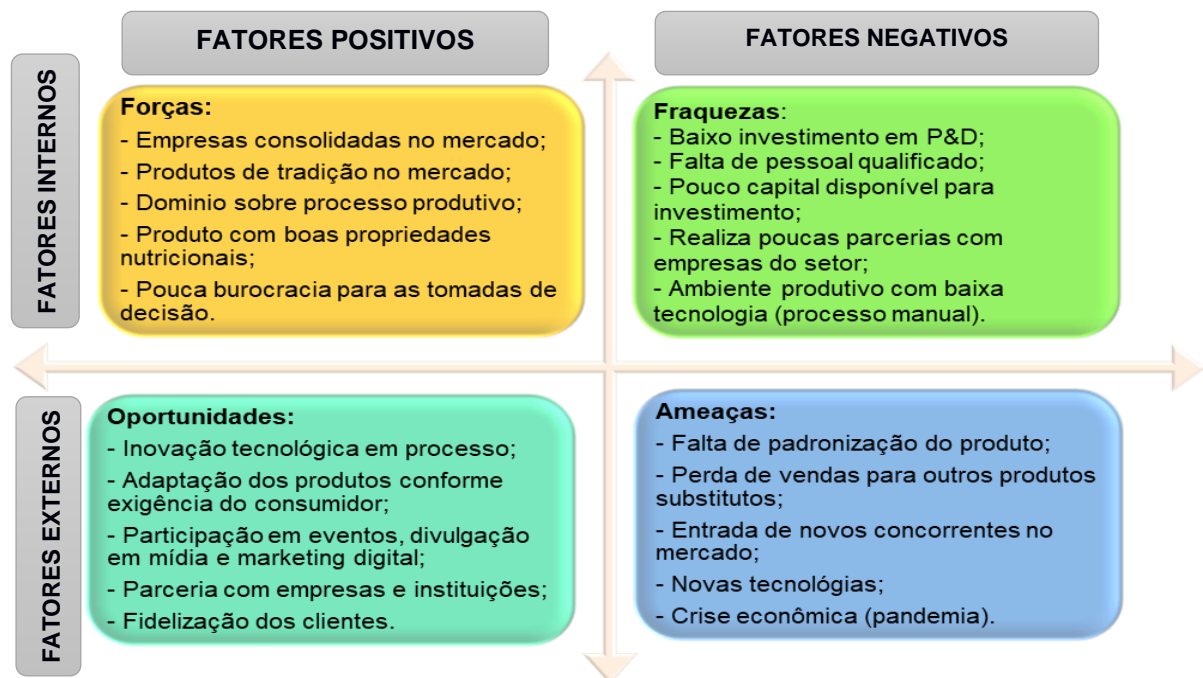 FATORES POSITIVOS
FATORES NEGATIVOS
FATORES INTERNOS
Forças:
- Empresas consolidadas no mercado;
- Produtos de tradição no mercado;
- Dominio sobre processo produtivo;
- Produto com boas propriedades
nutricionais;
- Pouca burocracia para as tomadas de
decisão.
Fraquezas:
- Baixo investimento em P&D;
- Falta de pessoal qualificado;
- Pouco capital disponível para
investimento;
- Realiza poucas parcerias com
empresas do setor;
- Ambiente produtivo com baixa
tecnologia (processo manual).
FATORES EXTERNOS
Oportunidades:
- Inovação tecnológica em processo;
- Adaptação dos produtos conforme
exigência do consumidor;
- Participação em eventos, divulgação
em mídia e marketing digital;
- Parceria com empresas e instituições;
- Fidelização dos clientes.
Ameaças:
- Falta de padronização do produto;
- Perda de vendas para outros produtos
substitutos;
- Entrada de novos concorrentes no
mercado;
- Novas tecnológias;
- Crise econômica (pandemia).